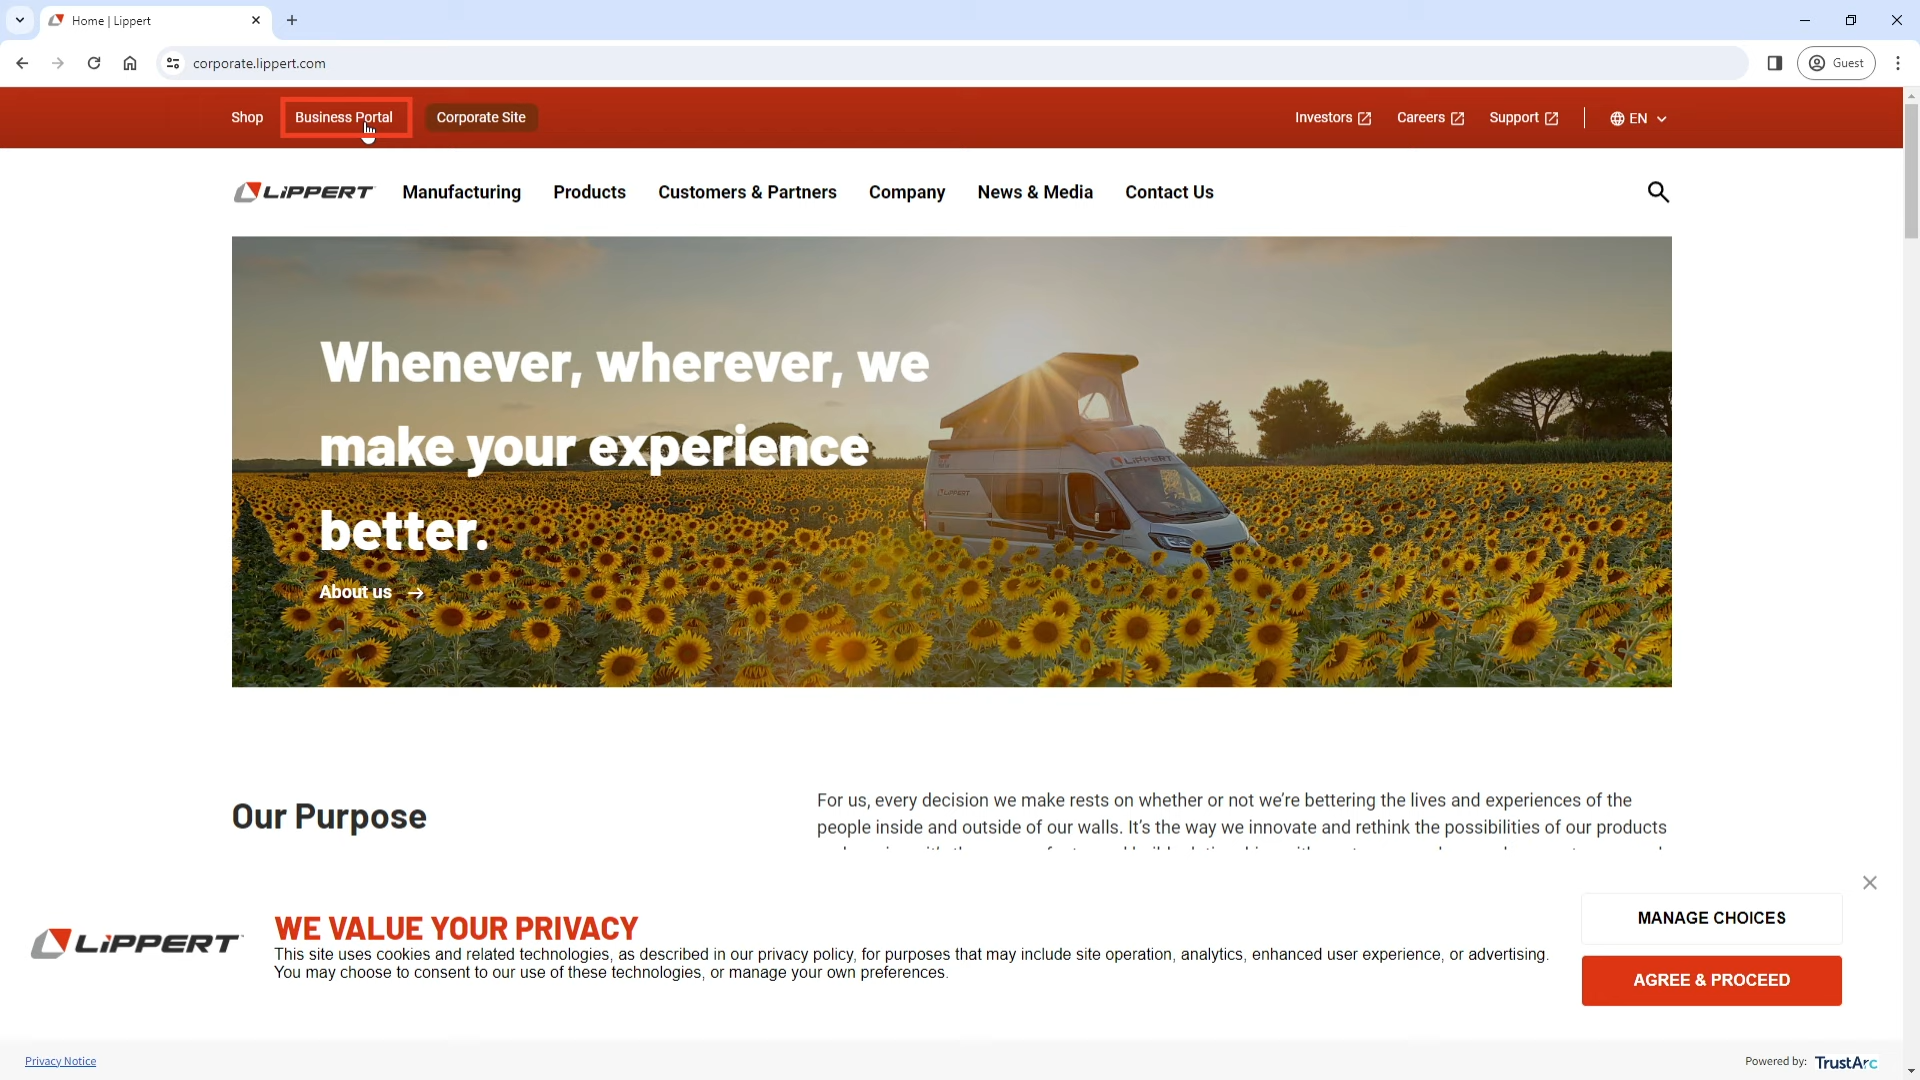 Home | Lippert
corporate.lippert.com
Guest
Shop
Business Portal
Corporate Site
Investors
Careers
Support
EN
LIPPERT
Manufacturing
Products
Customers & Partners
Company
News & Media
Contact Us
Whenever, wherever, we
make your experience
better.
About us
LIPPERT
LIPPERT
Our Purpose
For us, every decision we make rests on whether or not we're bettering the lives and experiences of the
people inside and outside of our walls. It's the way we innovate and rethink the possibilities of our products
LIPPERT
WE VALUE YOUR PRIVACY
This site uses cookies and related technologies, as described in our privacy policy, for purposes that may include site operation, analytics, enhanced user experience, or advertising.
You may choose to consent to our use of these technologies, or manage your own preferences.
MANAGE CHOICES
AGREE & PROCEED
Privacy Notice
Powered by: TrustArc